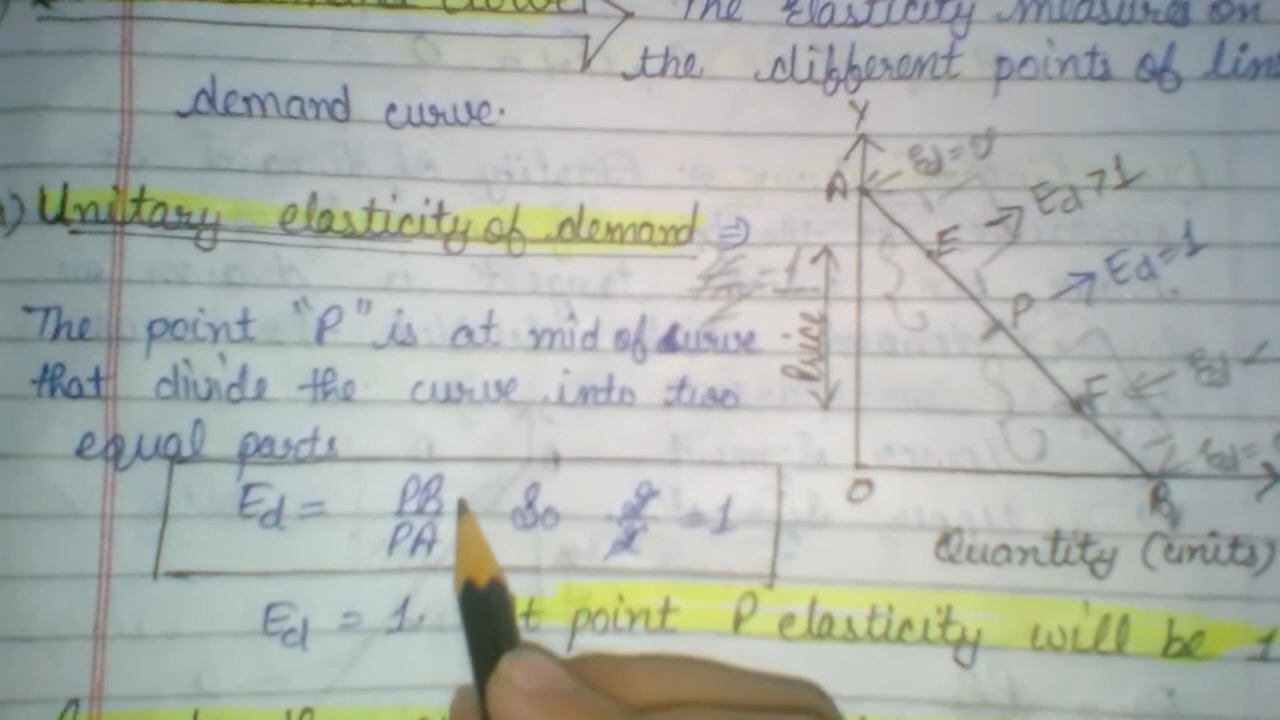 The Elasticity measures on
the different points of
demand curve.
Unitary elasticity of demand ⇒
The point "P" is at mid of curve
that divide the curve into two
equal parts
Ed = PB/PA So 2/2 = 1
Ed = 1. point P elasticity will be 1
Y
A
E → Ed > 1
P → Ed = 1
F ← Ed <
Price
O
B
Quantity (units)